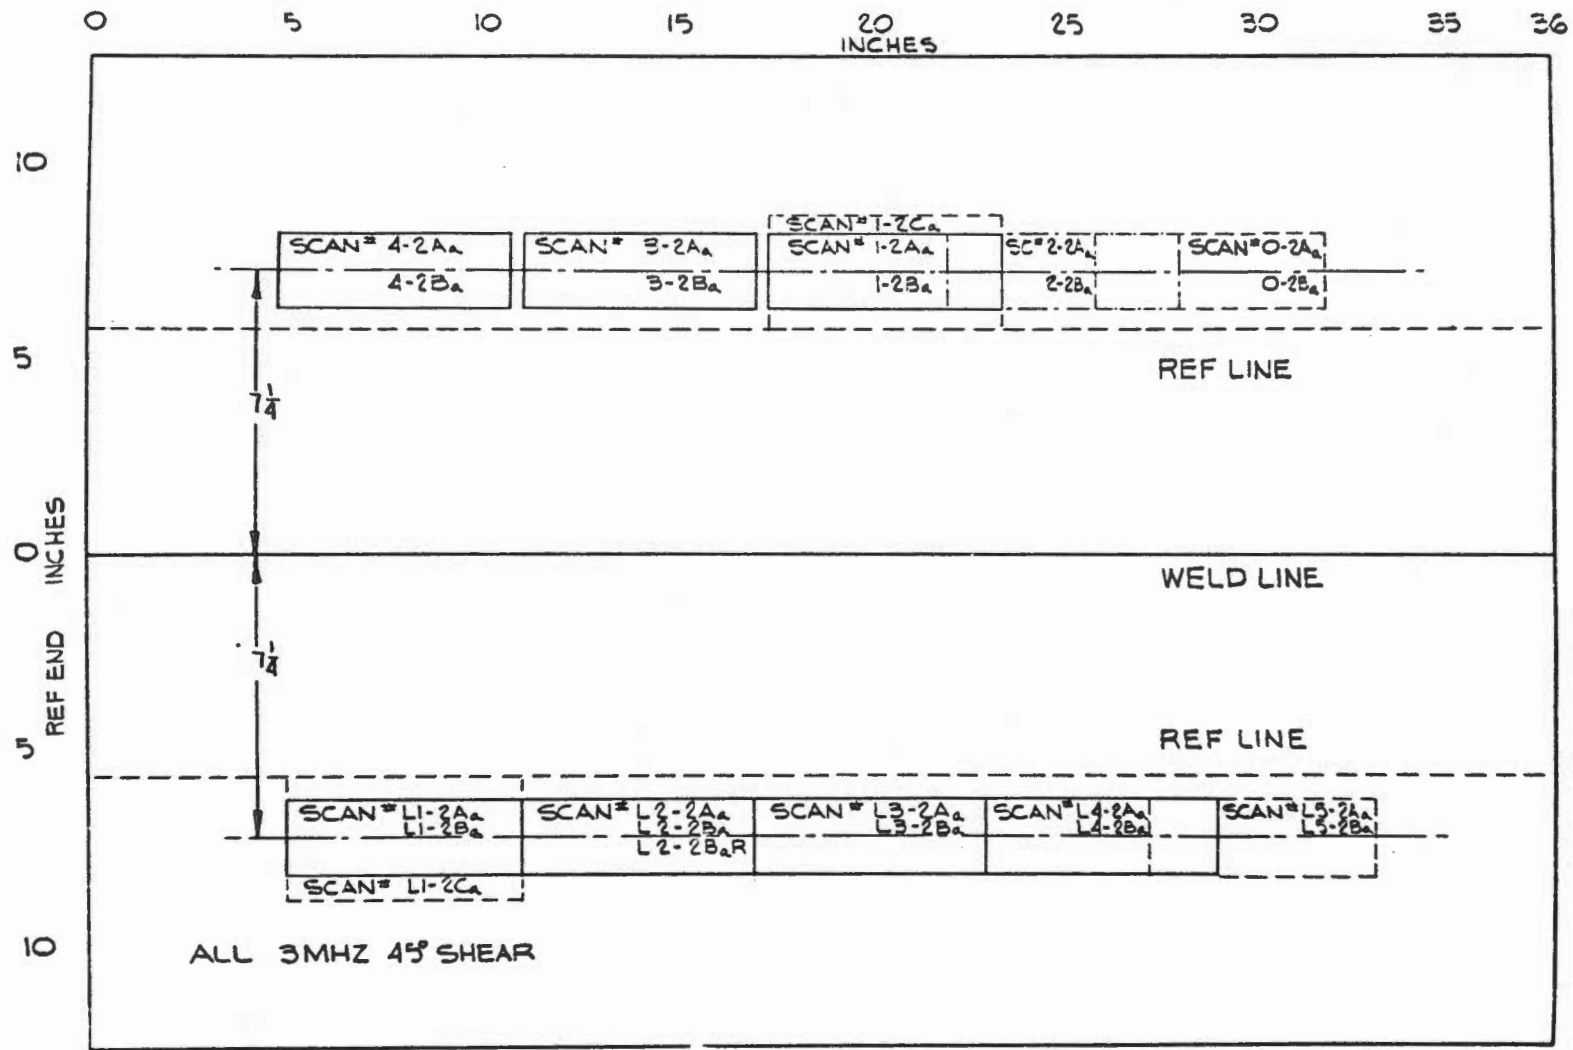 0 5 10 15 20 25 30 35 36
INCHES
10
SCAN# 1-2Ca
SCAN# 4-2Aa
4-2Ba
SCAN# 3-2Aa
3-2Ba
SCAN# 1-2Aa
1-2Ba
SC# 2-2Aa
2-2Ba
SCAN# 0-2Aa
0-2Ba
5
REF LINE
7 1/4
0
WELD LINE
REF END INCHES
7 1/4
5
REF LINE
SCAN# L1-2Aa
L1-2Ba
SCAN# L2-2Aa
L2-2Ba
L2-2BaR
SCAN# L3-2Aa
L3-2Ba
SCAN# L4-2Aa
L4-2Ba
SCAN# L5-2Aa
L5-2Ba
SCAN# L1-2Ca
10
ALL 3MHZ 45° SHEAR